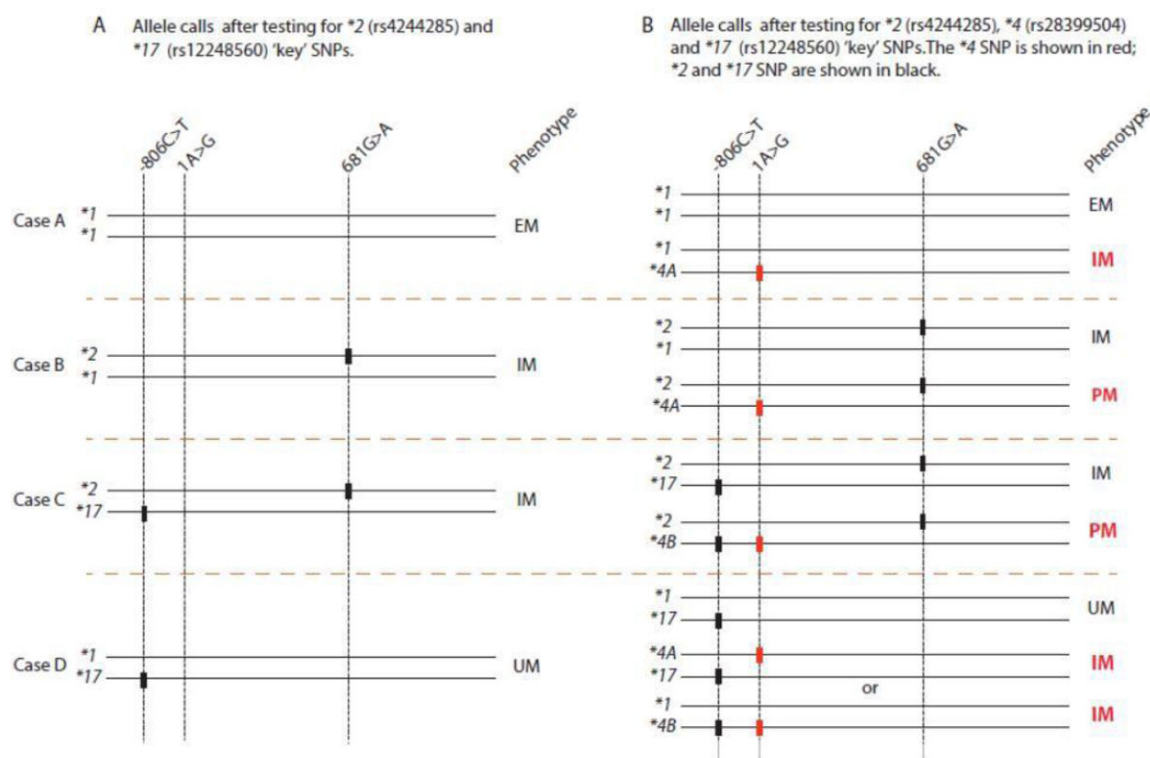 A Allele calls after testing for *2 (rs4244285) and
*17 (rs12248560) 'key' SNPs.
-806C>T
1A>G
681G>A
Phenotype
Case A
*1
*1
EM
Case B
*2
*1
IM
Case C
*2
*17
IM
Case D
*1
*17
UM
B Allele calls after testing for *2 (rs4244285), *4 (rs28399504)
and *17 (rs12248560) 'key' SNPs.The *4 SNP is shown in red;
*2 and *17 SNP are shown in black.
-806C>T
1A>G
681G>A
Phenotype
*1
*1
EM
*1
*4A
IM
*2
*1
IM
*2
*4A
PM
*2
*17
IM
*2
*4B
PM
*1
*17
UM
*4A
*17
IM
or
*1
*4B
IM